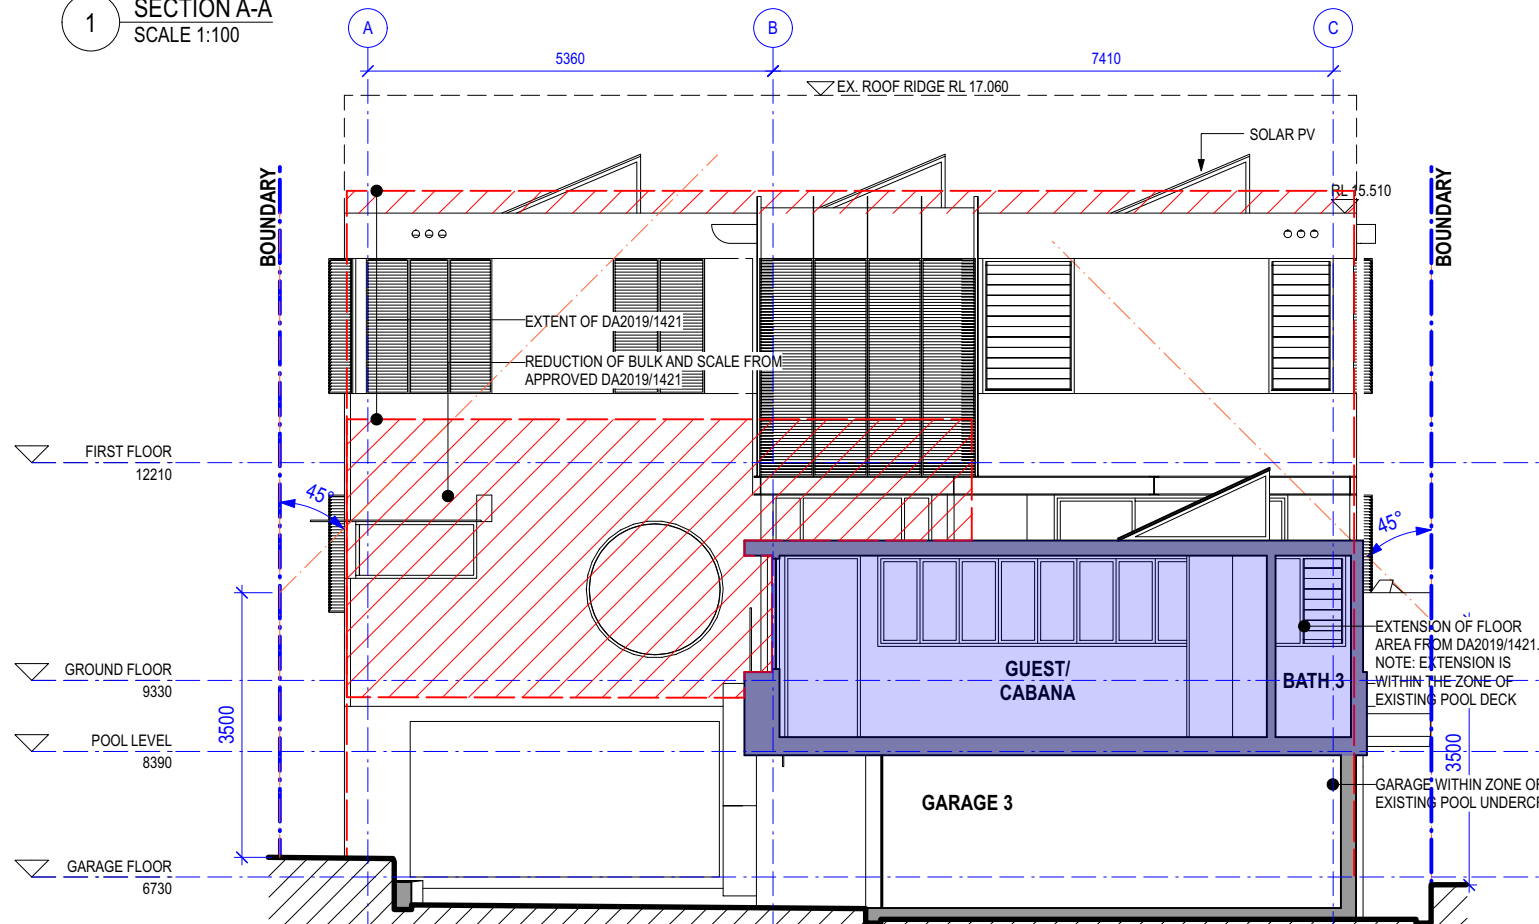 1
SECTION A-A
SCALE 1:100
A
B
C
5360
7410
EX. ROOF RIDGE RL 17.060
SOLAR PV
RL 15.510
BOUNDARY
BOUNDARY
EXTENT OF DA2019/1421
REDUCTION OF BULK AND SCALE FROM
APPROVED DA2019/1421
FIRST FLOOR
12210
45°
45°
EXTENSION OF FLOOR
AREA FROM DA2019/1421.
NOTE: EXTENSION IS
WITHIN THE ZONE OF
EXISTING POOL DECK
GUEST/
CABANA
BATH 3
GROUND FLOOR
9330
3500
3500
POOL LEVEL
8390
GARAGE 3
GARAGE WITHIN ZONE OF
EXISTING POOL UNDERCR
GARAGE FLOOR
6730